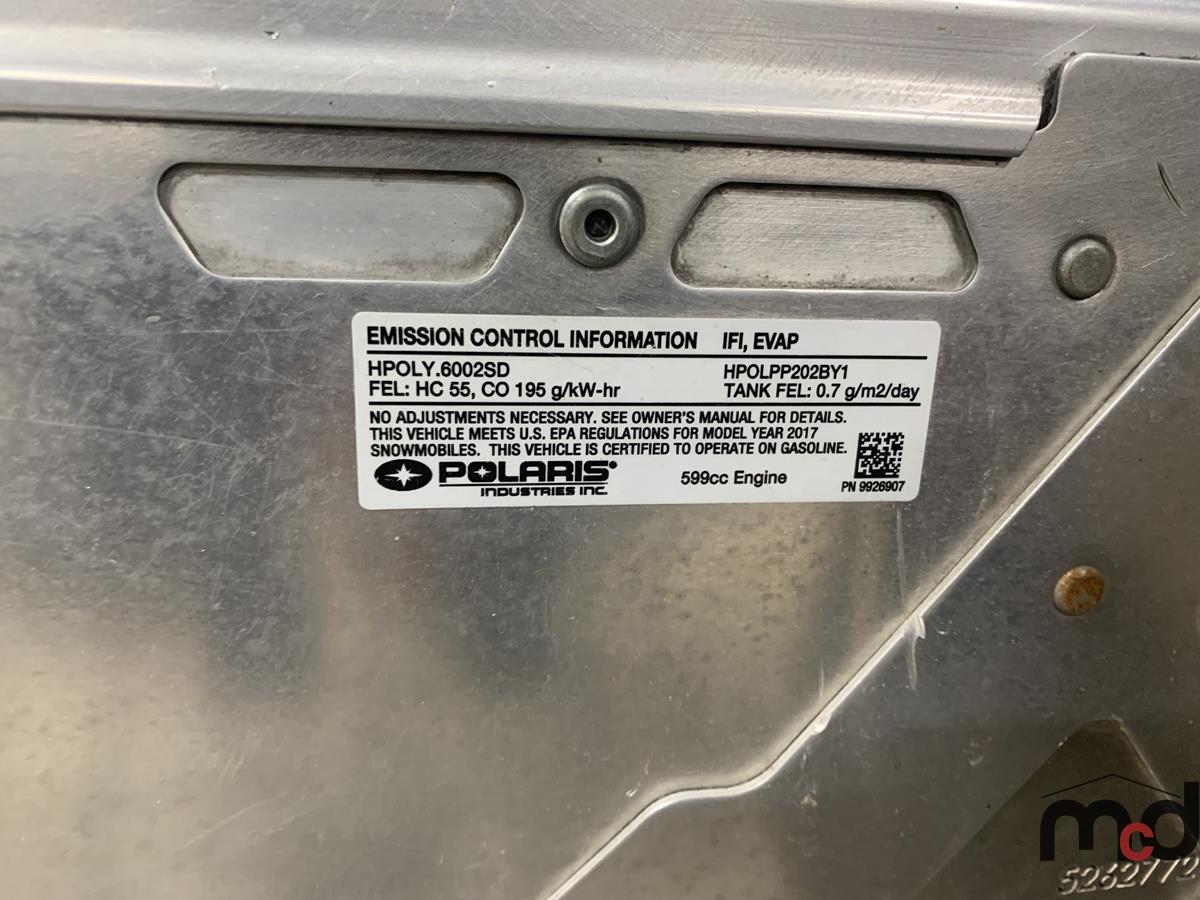 EMISSION CONTROL INFORMATION IFI, EVAP
HPOLY.6002SD HPOLPP202BY1
FEL: HC 55, CO 195 g/kW-hr TANK FEL: 0.7 g/m2/day
NO ADJUSTMENTS NECESSARY. SEE OWNER'S MANUAL FOR DETAILS.
THIS VEHICLE MEETS U.S. EPA REGULATIONS FOR MODEL YEAR 2017
SNOWMOBILES. THIS VEHICLE IS CERTIFIED TO OPERATE ON GASOLINE.
POLARIS® 599cc Engine
INDUSTRIES INC. PN 9926907
mcd
5262772